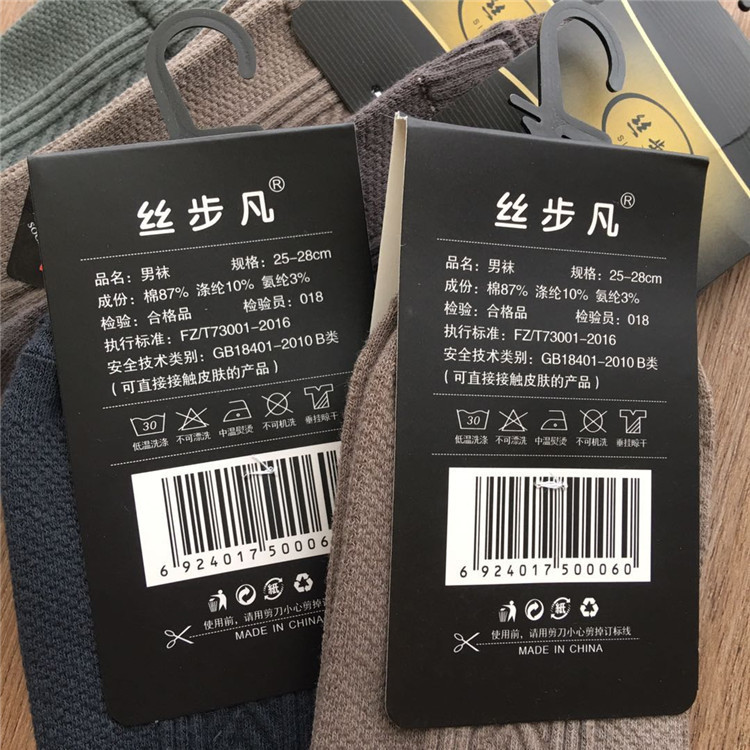 丝步凡®
品名：男袜 规格：25-28cm
成份：棉87% 涤纶10% 氨纶3%
检验：合格品 检验员：018
执行标准：FZ/T73001-2016
安全技术类别：GB18401-2010 B类
（可直接接触皮肤的产品）
30
低温洗涤 不可漂洗 中温熨烫 不可机洗 垂挂晾干
6 924017 50006
紙
使用前，请用剪刀小心剪掉订
MADE IN CHINA
丝步凡®
品名：男袜 规格：25-28cm
成份：棉87% 涤纶10% 氨纶3%
检验：合格品 检验员：018
执行标准：FZ/T73001-2016
安全技术类别：GB18401-2010 B类
（可直接接触皮肤的产品）
30
低温洗涤 不可漂洗 中温熨烫 不可机洗 垂挂晾干
6 924017 500060
紙
使用前，请用剪刀小心剪掉订标线
MADE IN CHINA
丝步